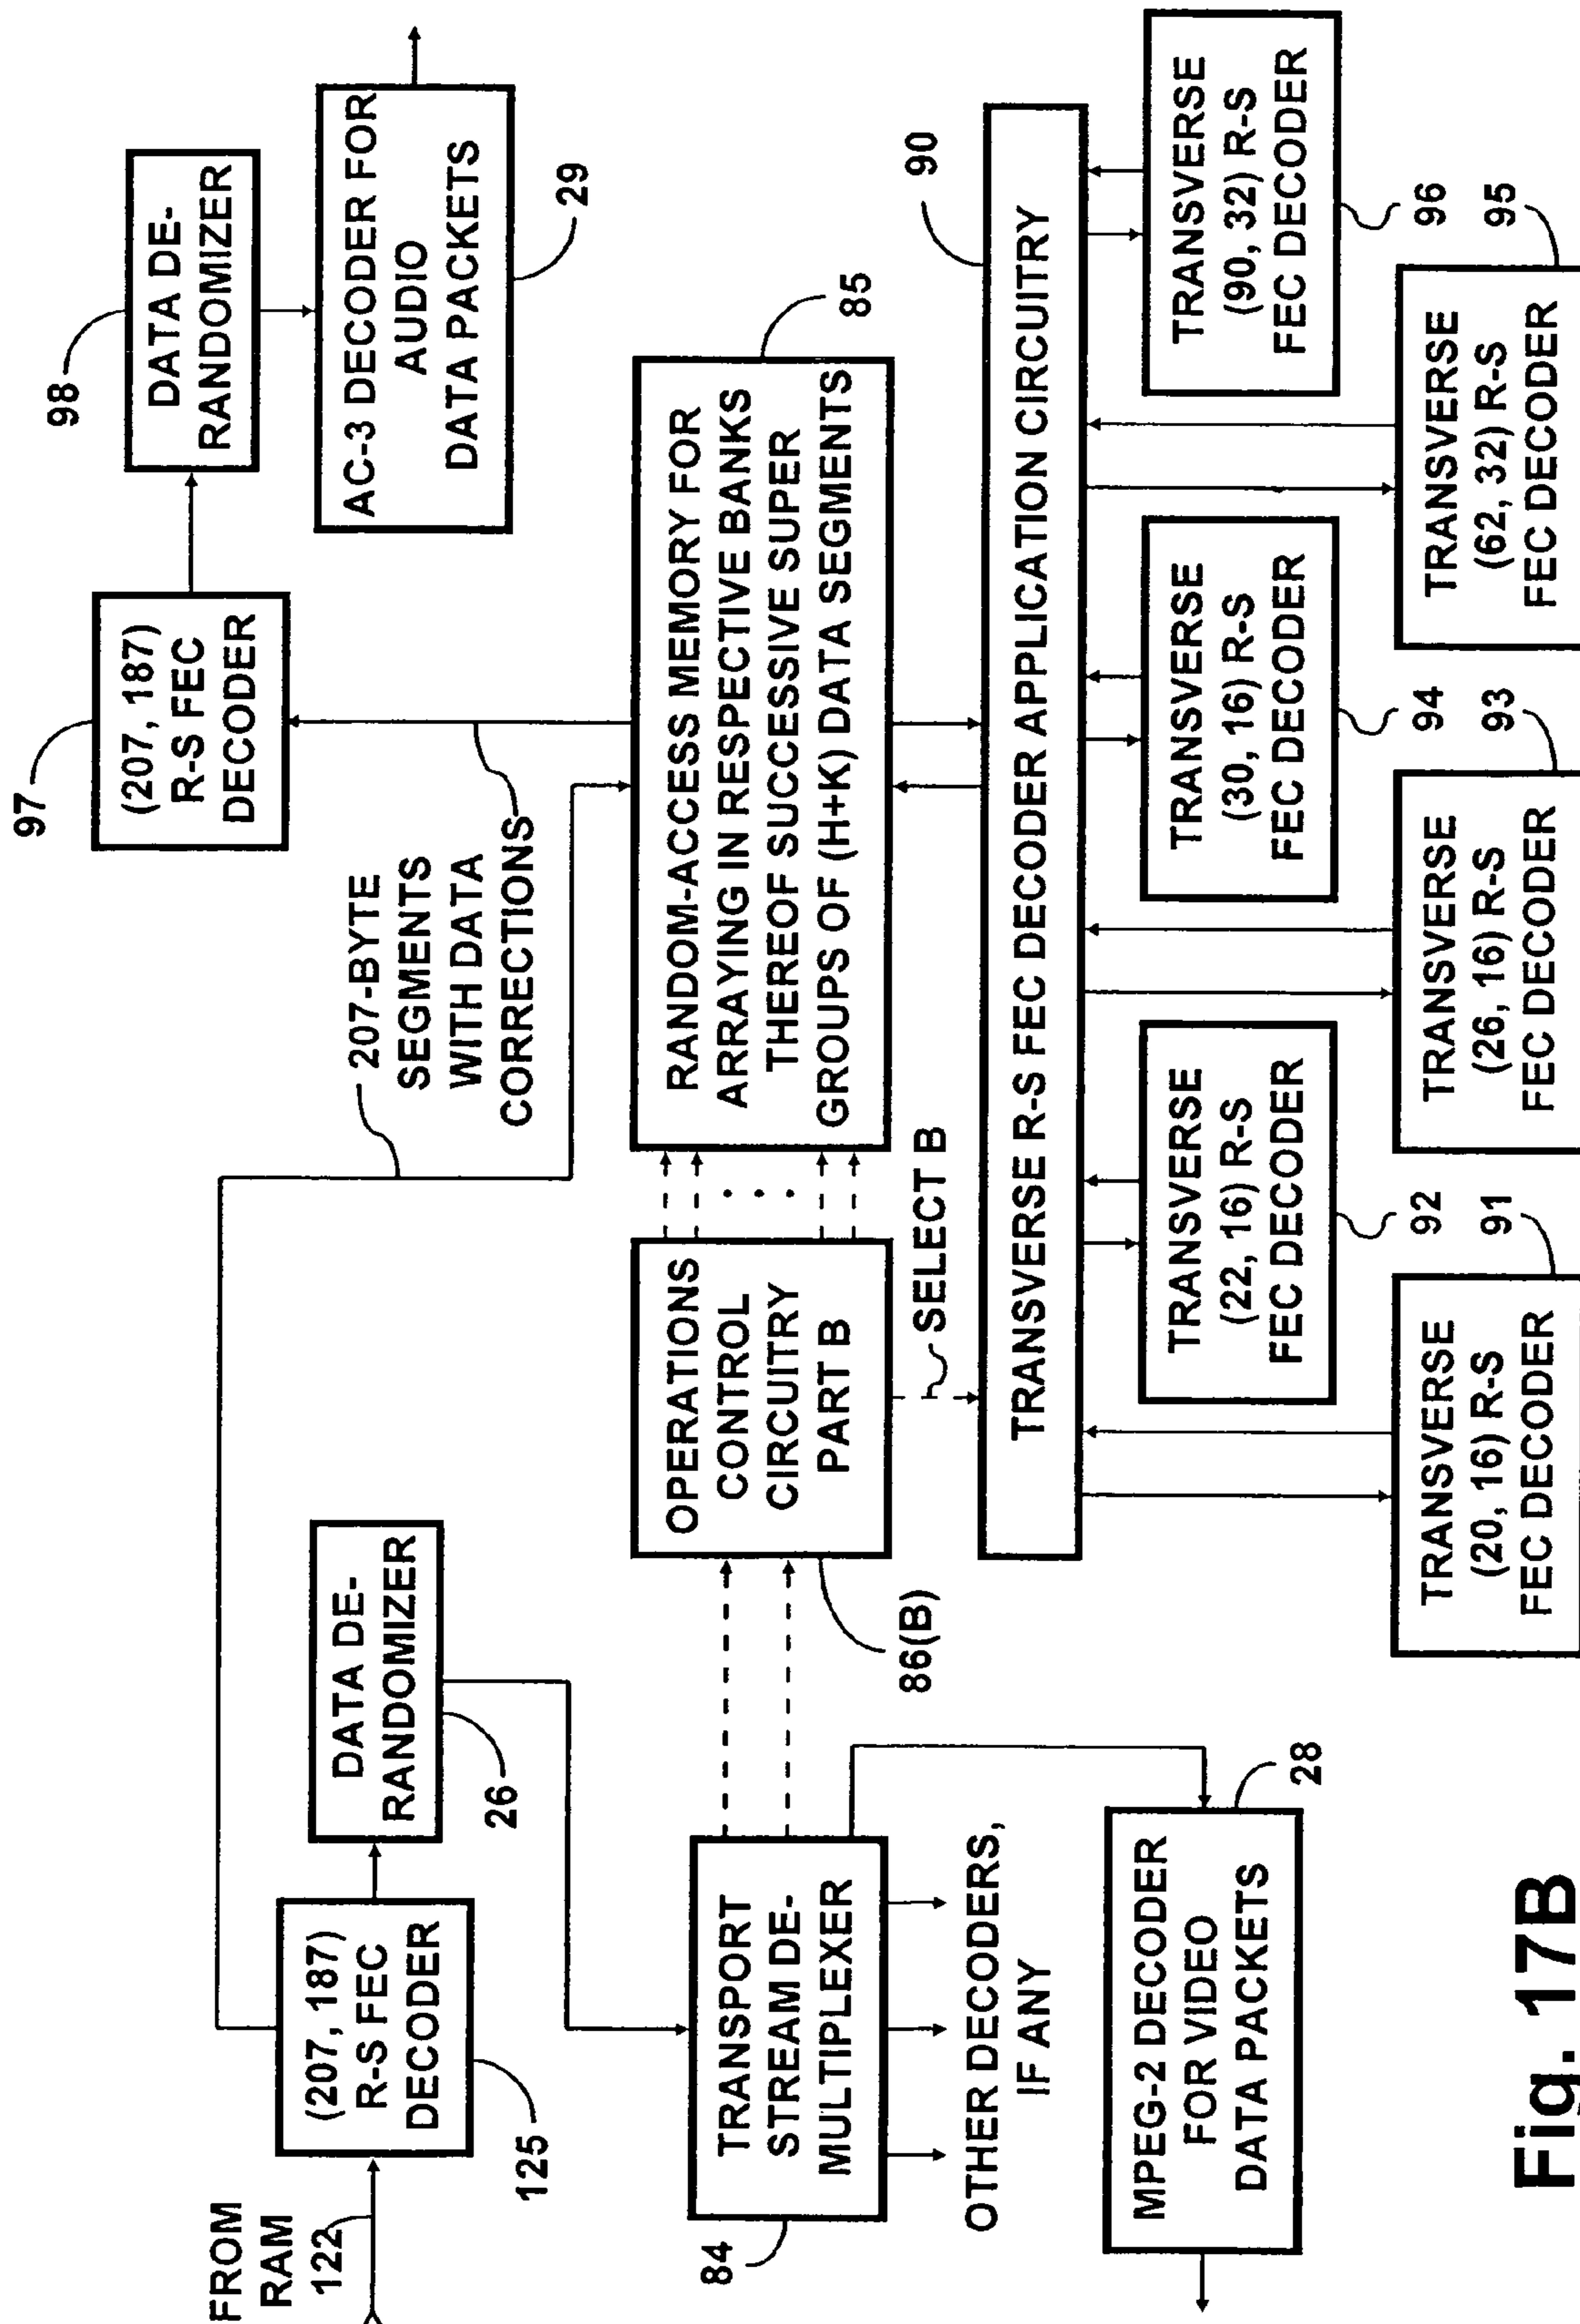 FROM
RAM
122
(207, 187)
R-S FEC
DECODER
125
DATA DE-
RANDOMIZER
26
207-BYTE
SEGMENTS
WITH DATA
CORRECTIONS
97
(207, 187)
R-S FEC
DECODER
98
DATA DE-
RANDOMIZER
AC-3 DECODER FOR
AUDIO
DATA PACKETS
29
84
TRANSPORT
STREAM DE-
MULTIPLEXER
OTHER DECODERS,
IF ANY
MPEG-2 DECODER
FOR VIDEO
DATA PACKETS
28
OPERATIONS
CONTROL
CIRCUITRY
PART B
86(B)
SELECT B
RANDOM-ACCESS MEMORY FOR
ARRAYING IN RESPECTIVE BANKS
THEREOF SUCCESSIVE SUPER
GROUPS OF (H+K) DATA SEGMENTS
85
TRANSVERSE R-S FEC DECODER APPLICATION CIRCUITRY
90
TRANSVERSE
(22, 16) R-S
FEC DECODER
92
TRANSVERSE
(30, 16) R-S
FEC DECODER
94
TRANSVERSE
(90, 32) R-S
FEC DECODER
96
TRANSVERSE
(20, 16) R-S
FEC DECODER
91
TRANSVERSE
(26, 16) R-S
FEC DECODER
93
TRANSVERSE
(62, 32) R-S
FEC DECODER
95
Fig. 17B